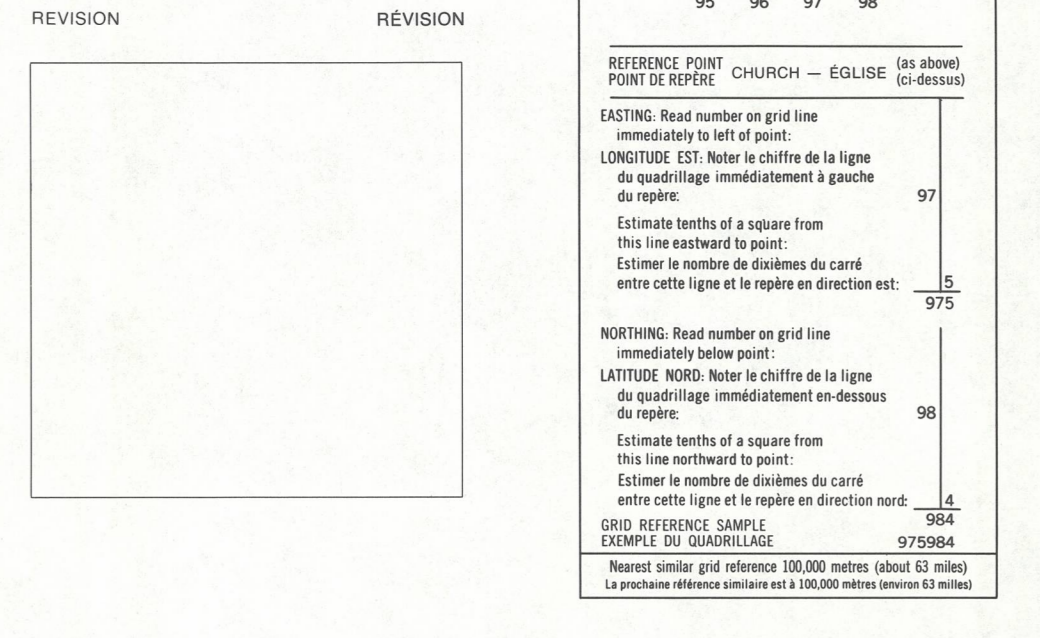 REVISION RÉVISION
95 96 97 98
REFERENCE POINT
POINT DE REPÈRE
CHURCH — ÉGLISE
(as above)
(ci-dessus)
EASTING: Read number on grid line
immediately to left of point:
LONGITUDE EST: Noter le chiffre de la ligne
du quadrillage immédiatement à gauche
du repère: 97
Estimate tenths of a square from
this line eastward to point:
Estimer le nombre de dixièmes du carré
entre cette ligne et le repère en direction est: 5
975
NORTHING: Read number on grid line
immediately below point:
LATITUDE NORD: Noter le chiffre de la ligne
du quadrillage immédiatement en-dessous
du repère: 98
Estimate tenths of a square from
this line northward to point:
Estimer le nombre de dixièmes du carré
entre cette ligne et le repère en direction nord: 4
984
GRID REFERENCE SAMPLE
EXEMPLE DU QUADRILLAGE 975984
Nearest similar grid reference 100,000 metres (about 63 miles)
La prochaine référence similaire est à 100,000 mètres (environ 63 milles)